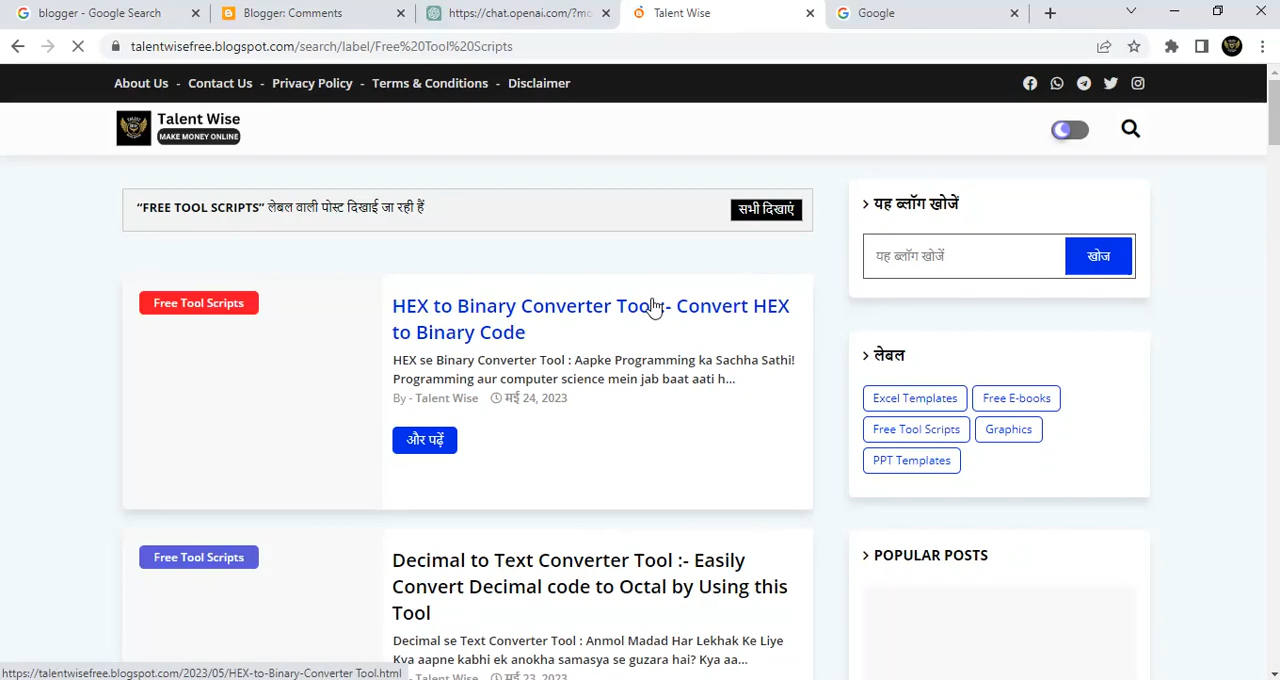 blogger - Google Search
Blogger: Comments
https://chat.openai.com/?mo
Talent Wise
Google
talentwisefree.blogspot.com/search/label/Free%20Tool%20Scripts
About Us - Contact Us - Privacy Policy - Terms & Conditions - Disclaimer
Talent Wise
MAKE MONEY ONLINE
“FREE TOOL SCRIPTS” लेबल वाली पोस्ट दिखाई जा रही हैं
सभी दिखाएं
Free Tool Scripts
HEX to Binary Converter Tool :- Convert HEX
to Binary Code
HEX se Binary Converter Tool : Aapke Programming ka Sachha Sathi!
Programming aur computer science mein jab baat aati h...
By - Talent Wise मई 24, 2023
और पढ़ें
Free Tool Scripts
Decimal to Text Converter Tool :- Easily
Convert Decimal code to Octal by Using this
Tool
Decimal se Text Converter Tool : Anmol Madad Har Lekhak Ke Liye
Kya aapne kabhi ek anokha samasya se guzara hai? Kya aa...
Talent Wise मई 23, 2023
यह ब्लॉग खोजें
यह ब्लॉग खोजें
खोज
लेबल
Excel Templates
Free E-books
Free Tool Scripts
Graphics
PPT Templates
POPULAR POSTS
https://talentwisefree.blogspot.com/2023/05/HEX-to-Binary-Converter Tool.html